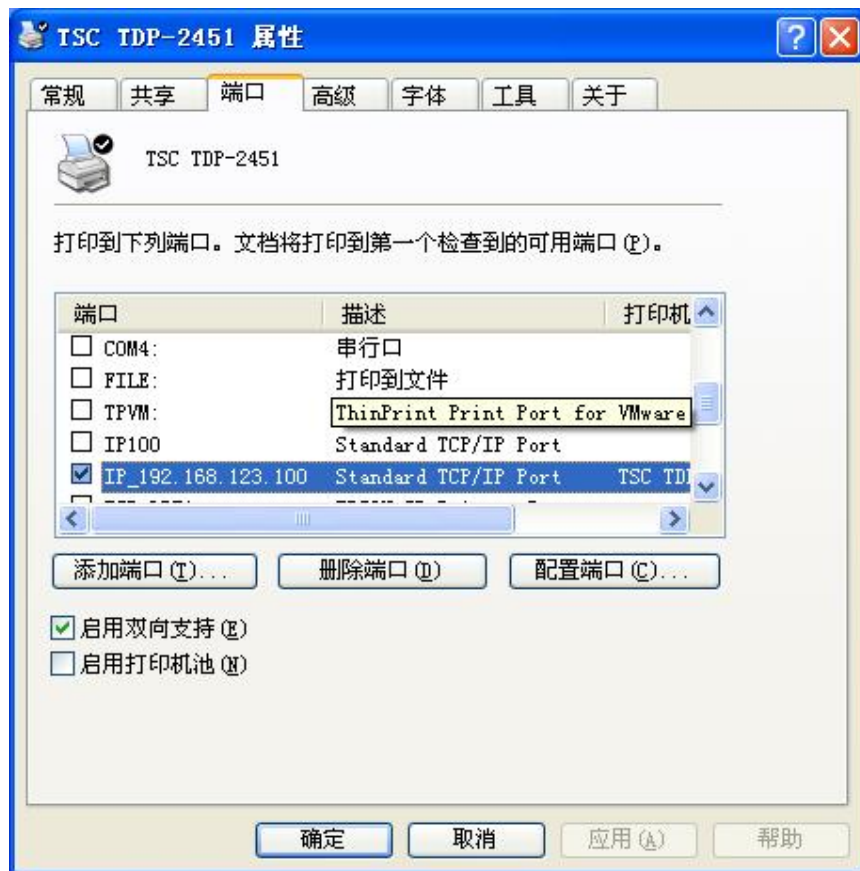 TSC TDP-2451 属性
常规 共享 端口 高级 字体 工具 关于
TSC TDP-2451
打印到下列端口。文档将打印到第一个检查到的可用端口(P)。
端口 描述 打印机
COM4: 串行口
FILE: 打印到文件
TPVM: ThinPrint Print Port for VMware
IP100 Standard TCP/IP Port
IP_192.168.123.100 Standard TCP/IP Port TSC TD
添加端口(T)... 删除端口(D) 配置端口(C)...
启用双向支持(E)
启用打印机池(N)
确定 取消 应用(A) 帮助